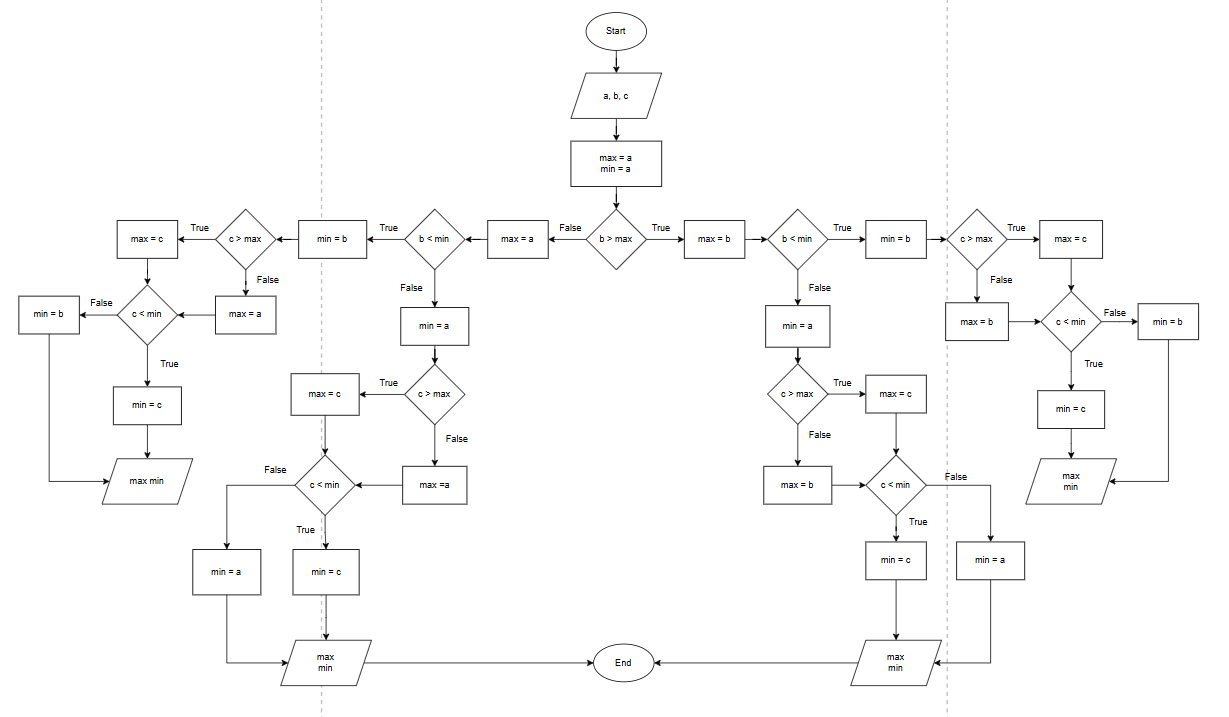 Start
a, b, c
max = a
min = a
True
False
True
False
True
True
True
max = c
c > max
min = b
b < min
max = a
b > max
max = b
b < min
min = b
c > max
max = c
False
False
False
False
min = b
False
c < min
max = a
min = a
min = a
max = b
c < min
False
min = b
True
True
True
True
max = c
c > max
c > max
max = c
min = c
min = c
False
False
max min
False
c < min
max =a
max = b
c < min
False
max
min
True
True
min = a
min = c
min = c
min = a
max
min
End
max
min